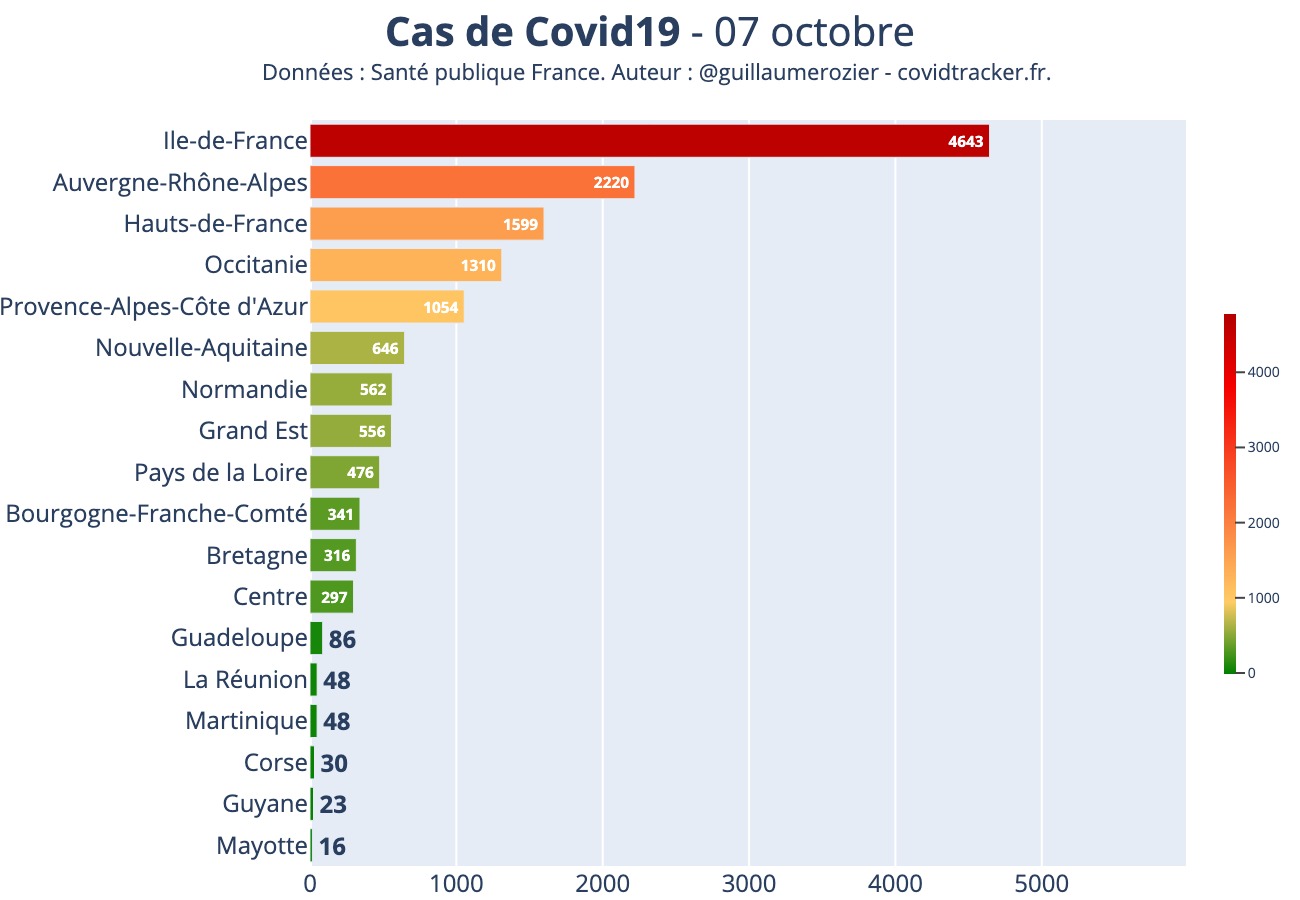 Cas de Covid19 - 07 octobre
Données : Santé publique France. Auteur : @guillaumerozier - covidtracker.fr.
Ile-de-France 4643
Auvergne-Rhône-Alpes 2220
Hauts-de-France 1599
Occitanie 1310
Provence-Alpes-Côte d'Azur 1054
Nouvelle-Aquitaine 646
Normandie 562
Grand Est 556
Pays de la Loire 476
Bourgogne-Franche-Comté 341
Bretagne 316
Centre 297
Guadeloupe 86
La Réunion 48
Martinique 48
Corse 30
Guyane 23
Mayotte 16
0 1000 2000 3000 4000 5000
4000
3000
2000
1000
0